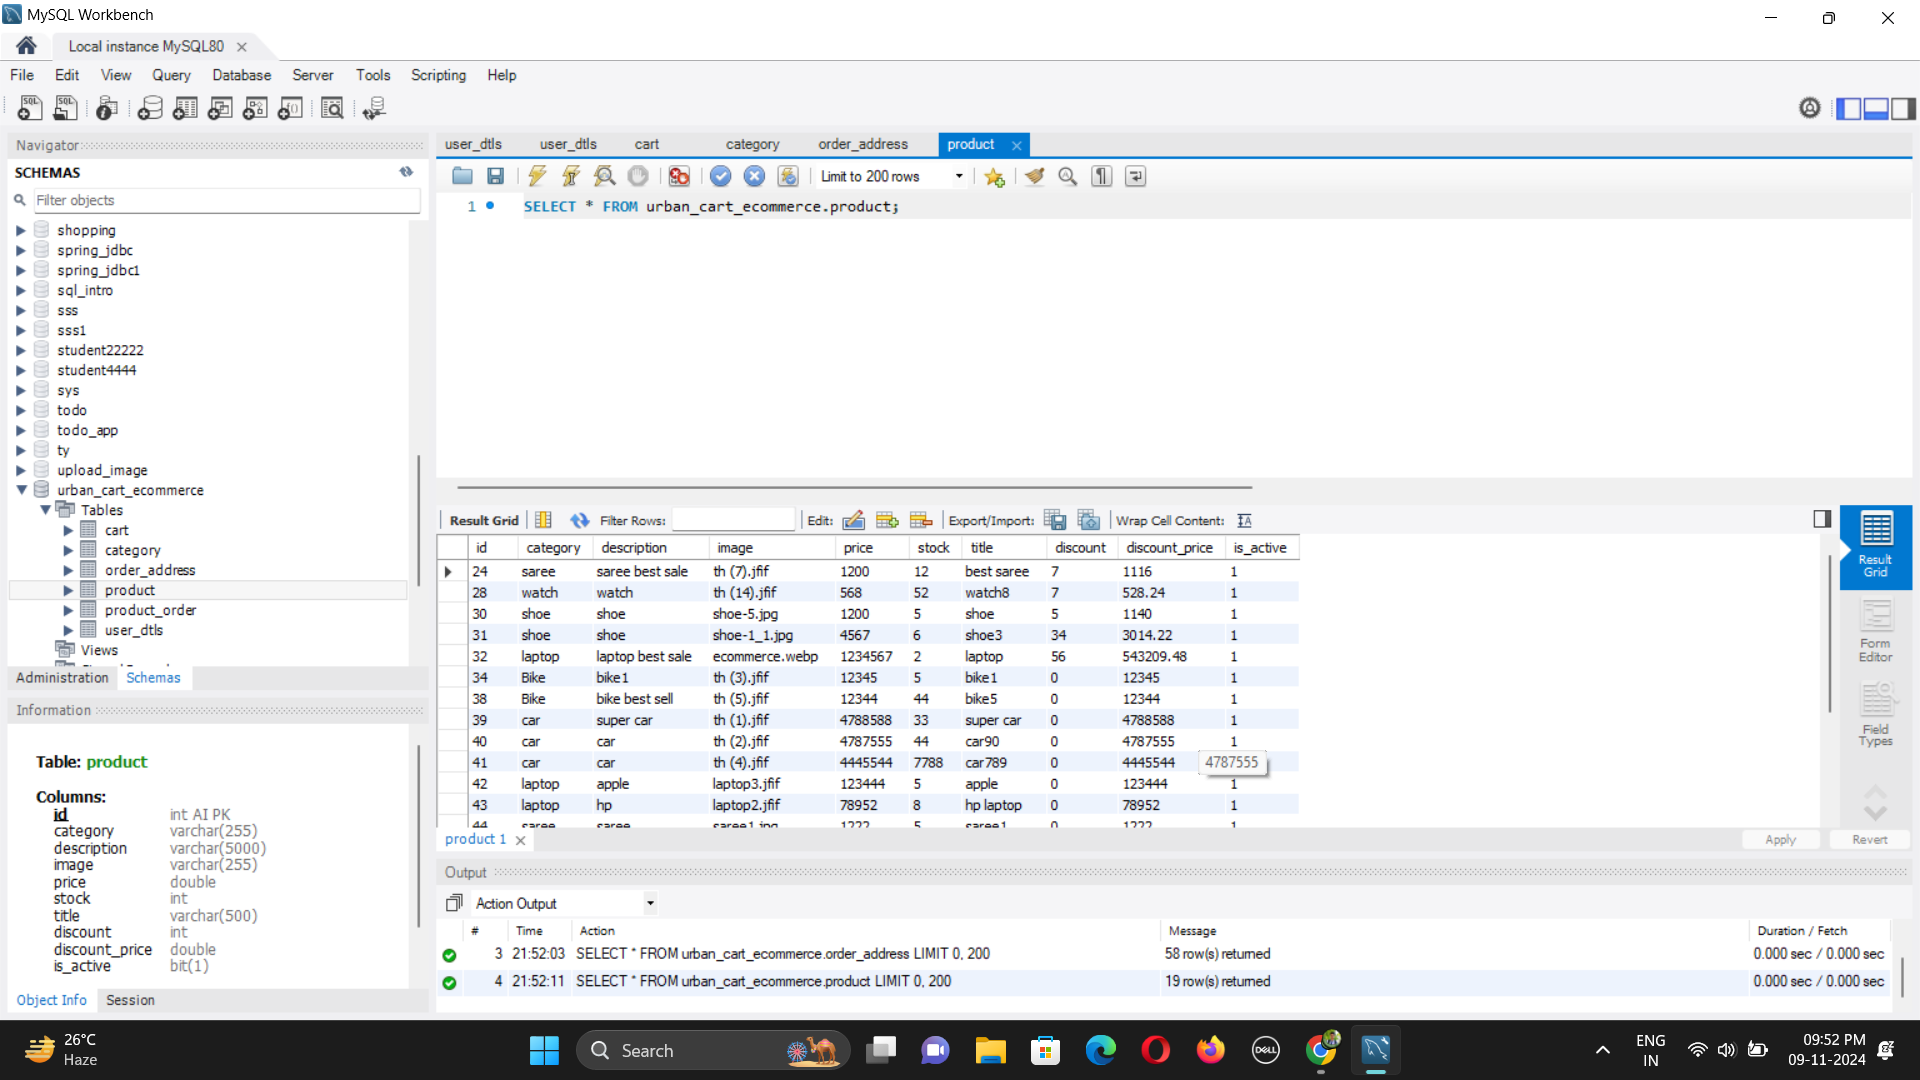 MySQL Workbench
Local instance MySQL80
File Edit View Query Database Server Tools Scripting Help
Navigator
SCHEMAS
Filter objects
shopping
spring_jdbc
spring_jdbc1
sql_intro
sss
sss1
student22222
student4444
sys
todo
todo_app
ty
upload_image
urban_cart_ecommerce
Tables
cart
category
order_address
product
product_order
user_dtls
Views
Administration Schemas
Information
Table: product
Columns:
id int AI PK
category varchar(255)
description varchar(5000)
image varchar(255)
price double
stock int
title varchar(500)
discount int
discount_price double
is_active bit(1)
Object Info Session
user_dtls user_dtls cart category order_address product
Limit to 200 rows
1 SELECT * FROM urban_cart_ecommerce.product;
Result Grid Filter Rows: Edit: Export/Import: Wrap Cell Content:
id category description image price stock title discount discount_price is_active
24 saree saree best sale th (7).jfif 1200 12 best saree 7 1116 1
28 watch watch th (14).jfif 568 52 watch8 7 528.24 1
30 shoe shoe shoe-5.jpg 1200 5 shoe 5 1140 1
31 shoe shoe shoe-1_1.jpg 4567 6 shoe3 34 3014.22 1
32 laptop laptop best sale ecommerce.webp 1234567 2 laptop 56 543209.48 1
34 Bike bike1 th (3).jfif 12345 5 bike1 0 12345 1
38 Bike bike best sell th (5).jfif 12344 44 bike5 0 12344 1
39 car super car th (1).jfif 4788588 33 super car 0 4788588 1
40 car car th (2).jfif 4787555 44 car90 0 4787555 1
41 car car th (4).jfif 4445544 7788 car789 0 4445544
4787555
42 laptop apple laptop3.jfif 123444 5 apple 0 123444 1
43 laptop hp laptop2.jfif 78952 8 hp laptop 0 78952 1
44 saree saree saree1.jpg 1222 5 saree1 0 1222 1
Result Grid
Form Editor
Field Types
product 1
Apply Revert
Output
Action Output
# Time Action Message Duration / Fetch
3 21:52:03 SELECT * FROM urban_cart_ecommerce.order_address LIMIT 0, 200 58 row(s) returned 0.000 sec / 0.000 sec
4 21:52:11 SELECT * FROM urban_cart_ecommerce.product LIMIT 0, 200 19 row(s) returned 0.000 sec / 0.000 sec
26°C
Haze
Search
DELL
ENG
IN
09:52 PM
09-11-2024